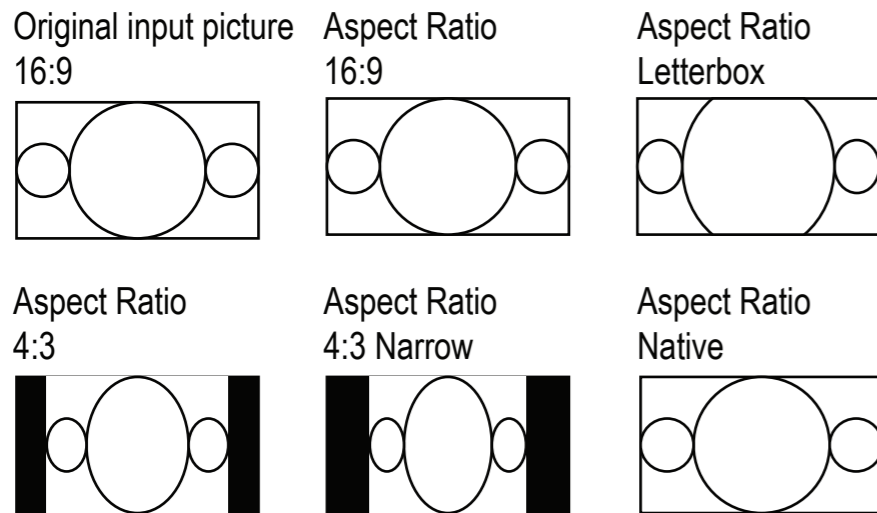 Original input picture
16:9
Aspect Ratio
16:9
Aspect Ratio
Letterbox
Aspect Ratio
4:3
Aspect Ratio
4:3 Narrow
Aspect Ratio
Native